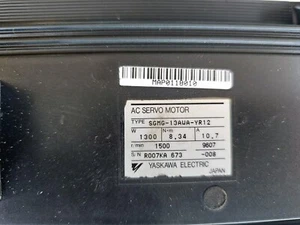 MAP0118010
AC SERVO MOTOR
TYPE SGMG-13AUA-YR12
W N·m A
1300 8.34 10.7
r/min 1500 9607
S/N R007KA 673 -008
YASKAWA ELECTRIC
JAPAN